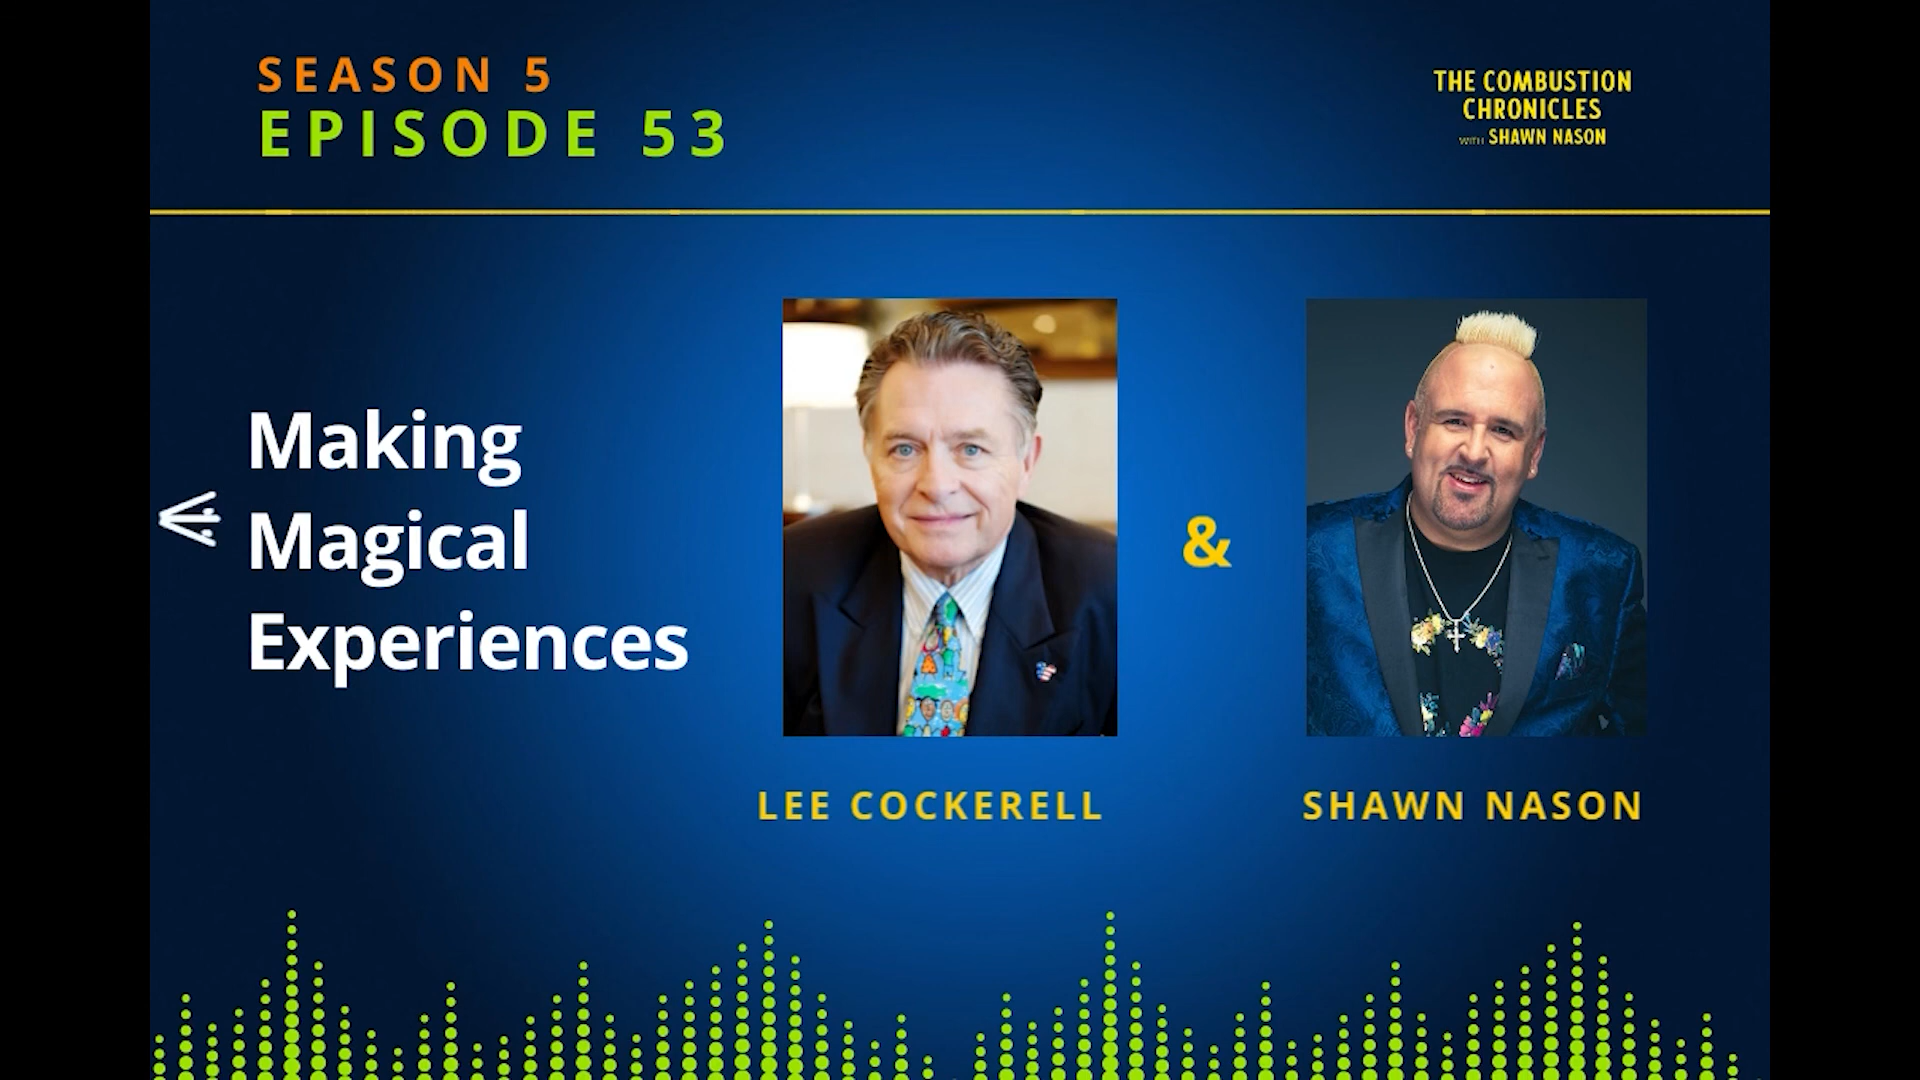 SEASON 5
EPISODE 53
THE COMBUSTION
CHRONICLES
WITH SHAWN NASON
Making
Magical
Experiences
&
LEE COCKERELL
SHAWN NASON